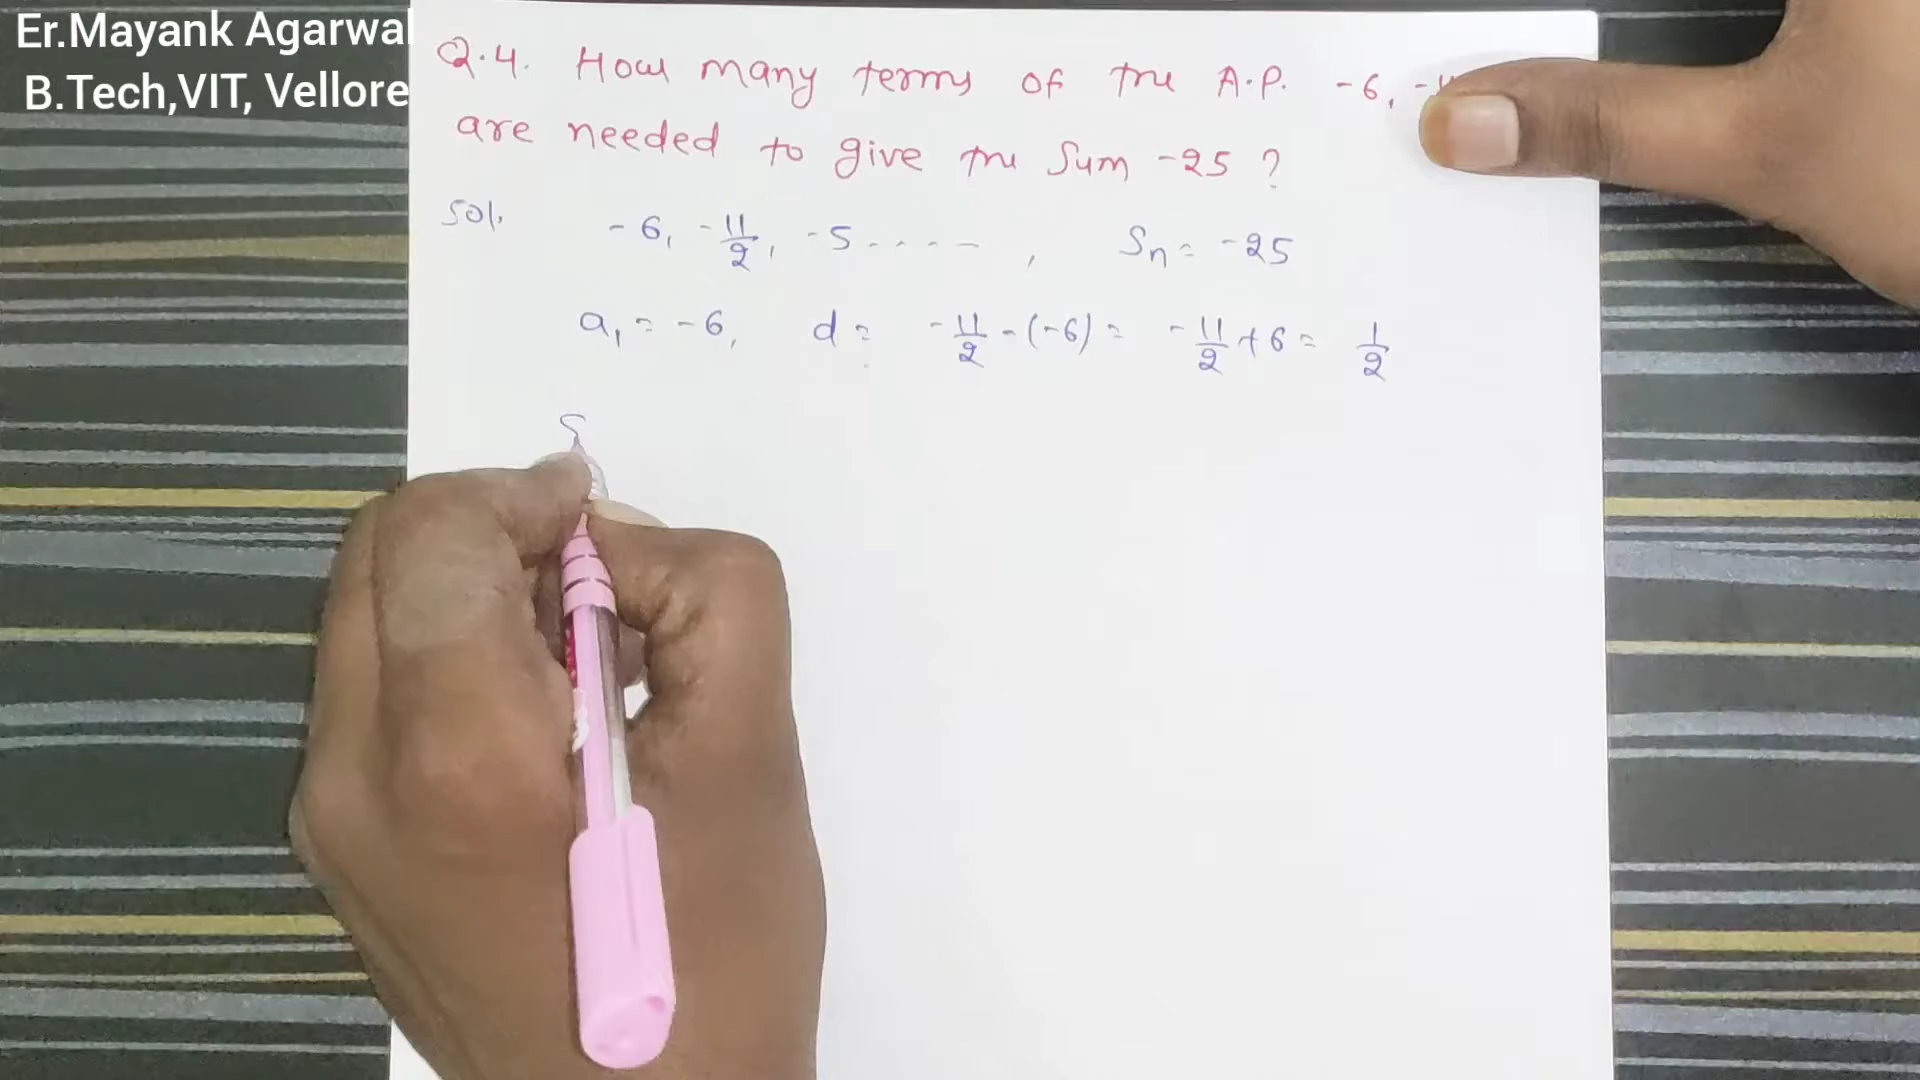 Er.Mayank Agarwal
B.Tech,VIT, Vellore
Q.4. How many terms of the A.P. -6,
are needed to give the sum -25 ?
Sol. -6, -11/2, -5 - - - - , Sn = -25
a1 = -6, d = -11/2 - (-6) = -11/2 + 6 = 1/2
S